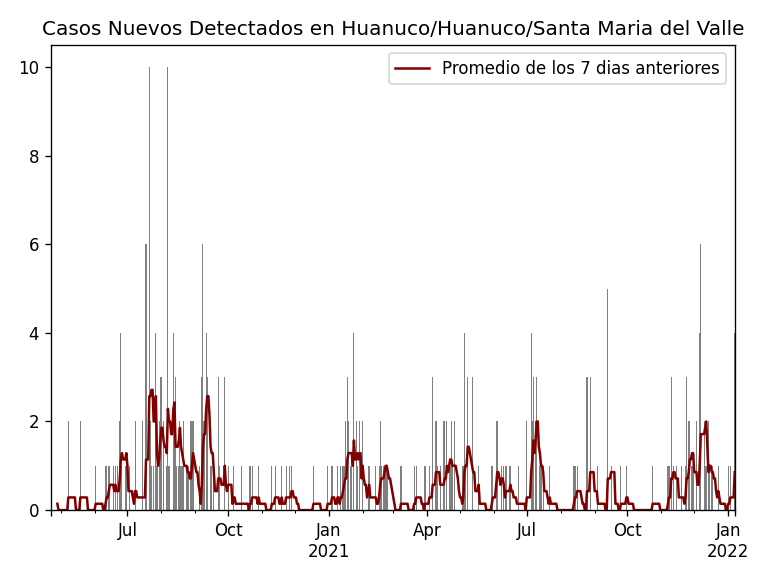 Casos Nuevos Detectados en Huanuco/Huanuco/Santa Maria del Valle
Promedio de los 7 dias anteriores
10
8
6
4
2
0
Jul
Oct
Jan
2021
Apr
Jul
Oct
Jan
2022